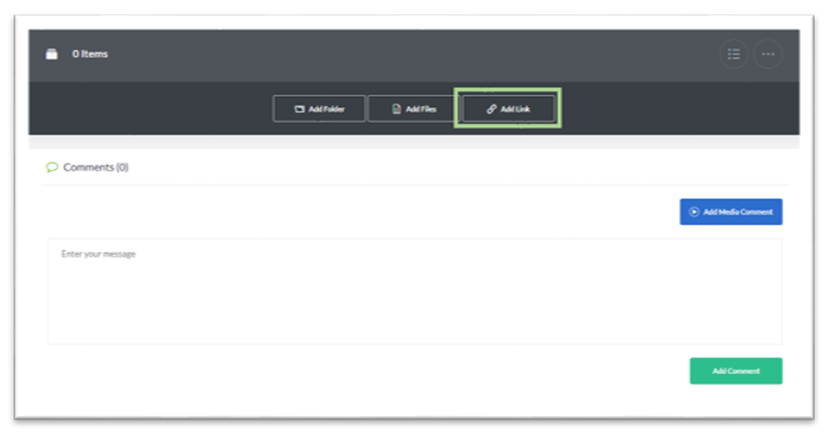 0 Items
Add Folder Add Files Add Link
Comments (0)
Add Media Comment
Enter your message
Add Comment